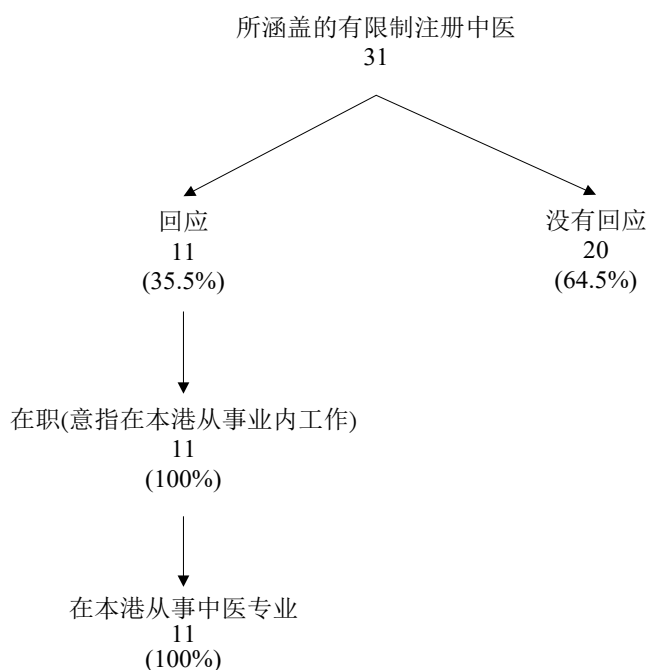 所涵盖的有限制注册中医
31
回应
11
(35.5%)
没有回应
20
(64.5%)
在职(意指在本港从事业内工作)
11
(100%)
在本港从事中医专业
11
(100%)